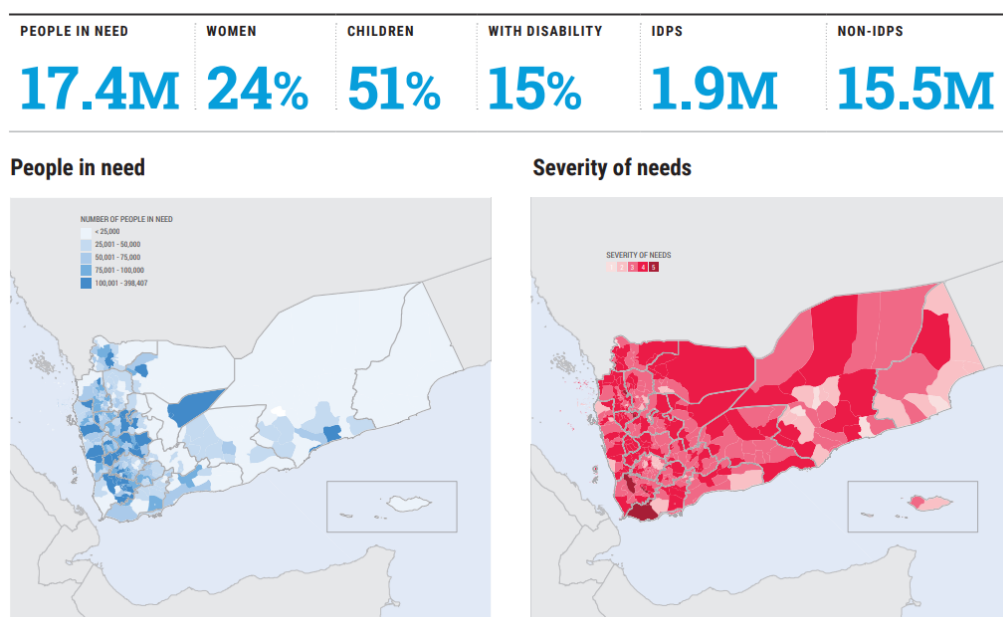 PEOPLE IN NEED WOMEN CHILDREN WITH DISABILITY IDPS NON-IDPS
17.4M 24% 51% 15% 1.9M 15.5M
People in need
Severity of needs
NUMBER OF PEOPLE IN NEED
< 25,000
25,001 - 50,000
50,001 - 75,000
75,001 - 100,000
100,001 - 398,407
SEVERITY OF NEEDS
1 2 3 4 5